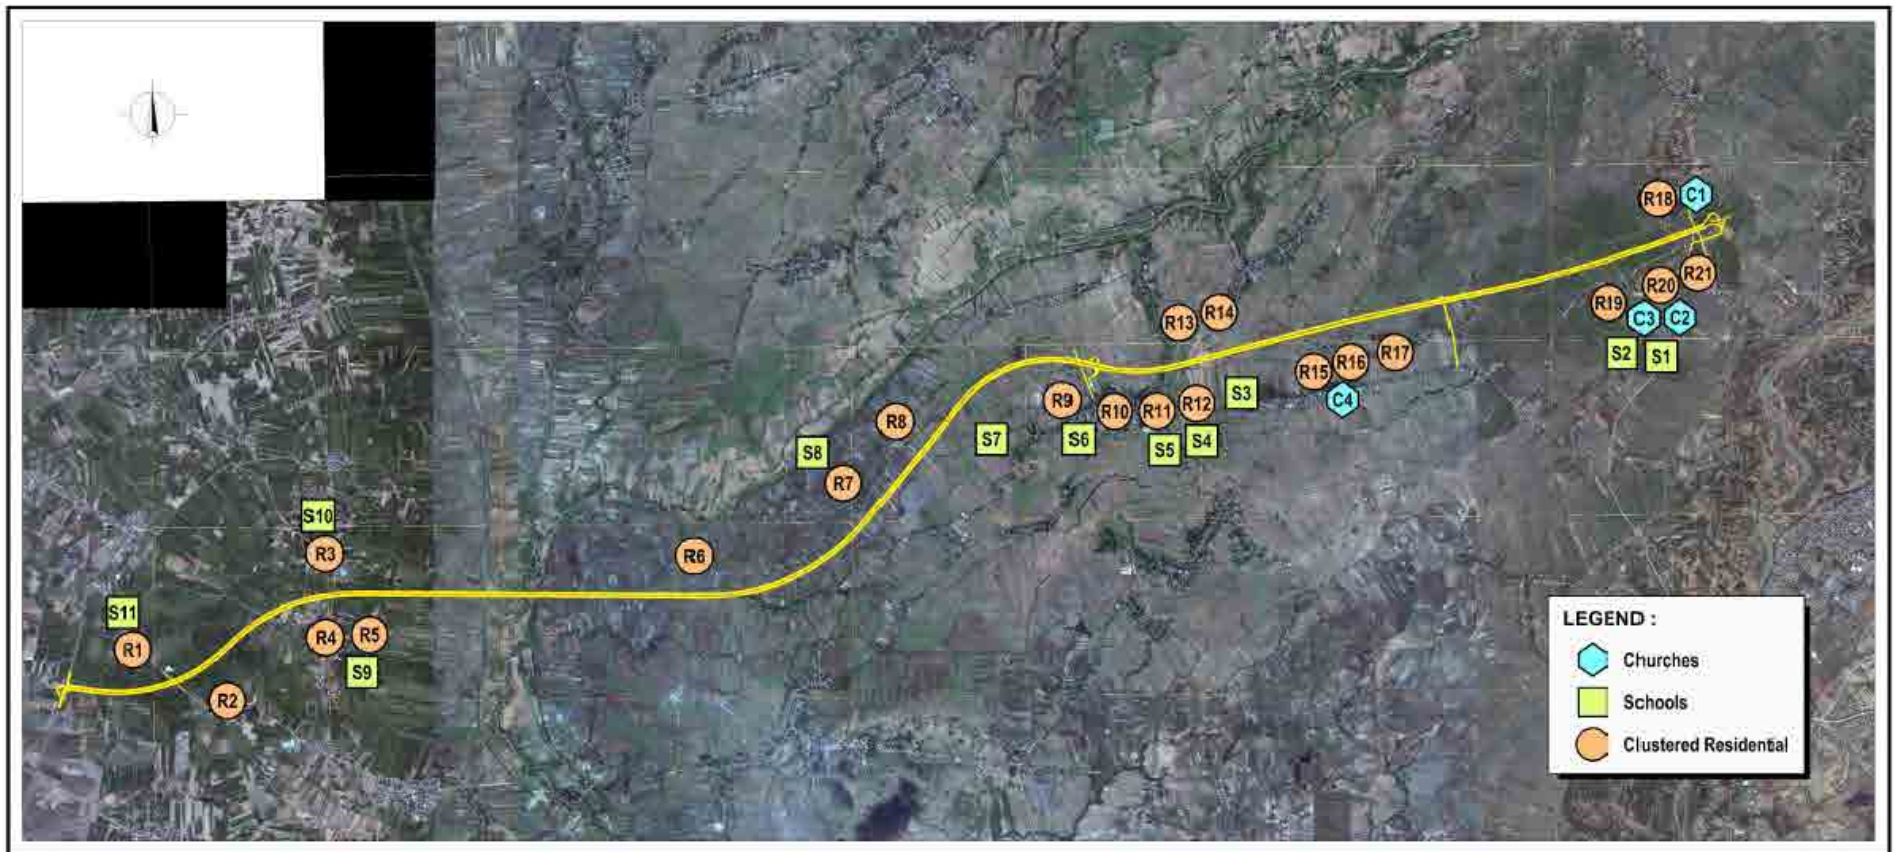 R18 C1
R21
R20
R19
C3 C2
S2 S1
R14
R13
R17
R16
R15
C4
S3
R9 R10 R11 R12
S7 S6 S5 S4
R8
S8
R7
S10
R3
R6
S11
R1
R4 R5
S9
R2
LEGEND :
Churches
Schools
Clustered Residential